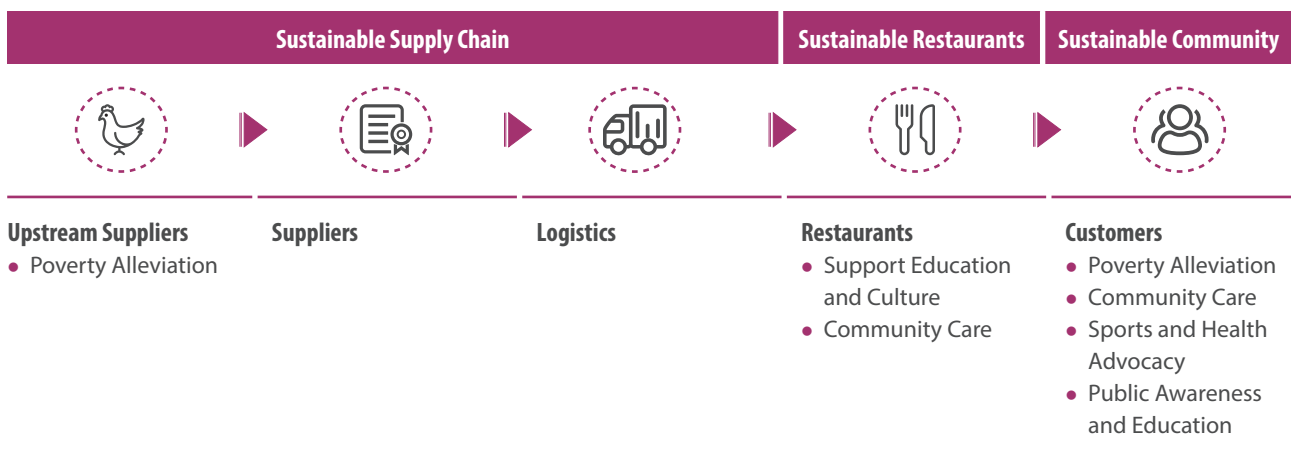 Sustainable Supply Chain
Sustainable Restaurants
Sustainable Community
Upstream Suppliers
• Poverty Alleviation
Suppliers
Logistics
Restaurants
• Support Education
and Culture
• Community Care
Customers
• Poverty Alleviation
• Community Care
• Sports and Health
Advocacy
• Public Awareness
and Education